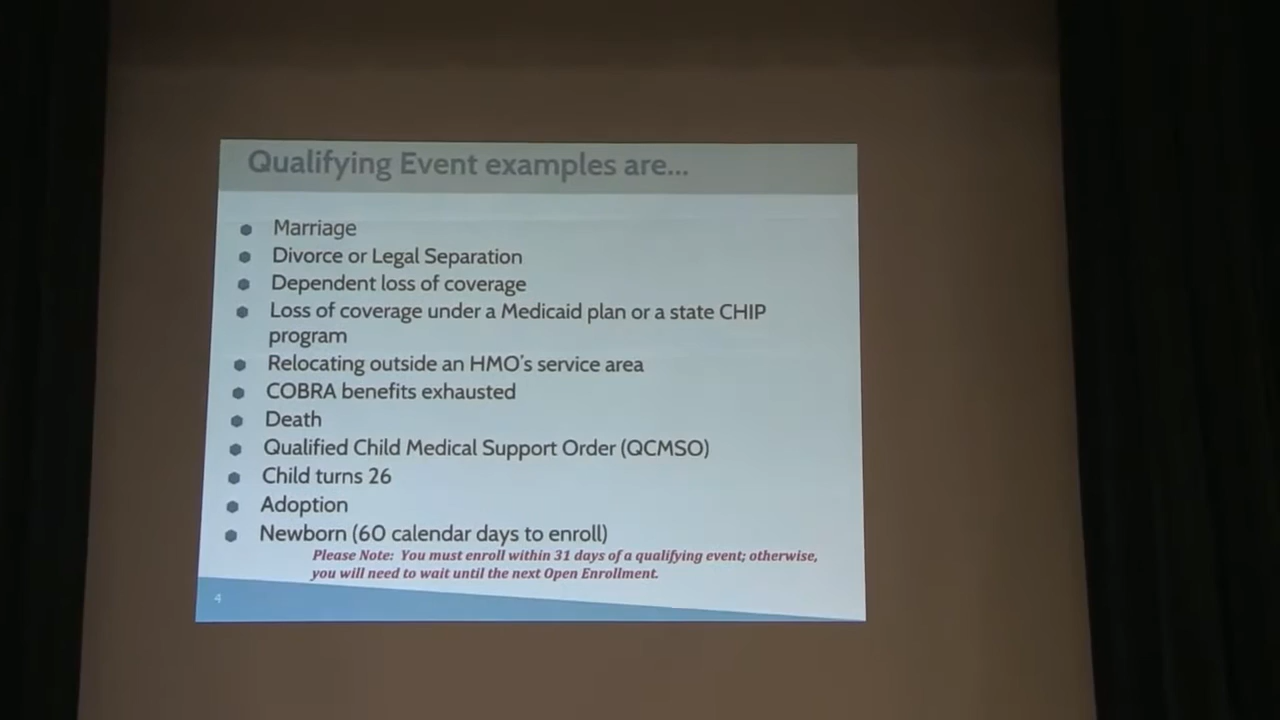 Qualifying Event examples are...
Marriage
Divorce or Legal Separation
Dependent loss of coverage
Loss of coverage under a Medicaid plan or a state CHIP
program
Relocating outside an HMO's service area
COBRA benefits exhausted
Death
Qualified Child Medical Support Order (QCMSO)
Child turns 26
Adoption
Newborn (60 calendar days to enroll)
Please Note: You must enroll within 31 days of a qualifying event; otherwise,
you will need to wait until the next Open Enrollment.
4